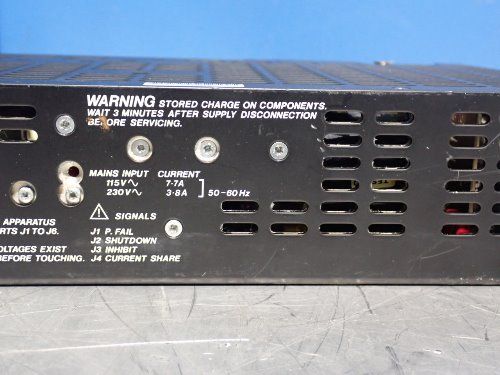 WARNING STORED CHARGE ON COMPONENTS.
WAIT 3 MINUTES AFTER SUPPLY DISCONNECTION
BEFORE SERVICING.
MAINS INPUT CURRENT
115V∿ 7·7A
230V∿ 3·8A 50-60Hz
APPARATUS
RTS J1 TO J6.
OLTAGES EXIST
BEFORE TOUCHING.
SIGNALS
J1 P. FAIL
J2 SHUTDOWN
J3 INHIBIT
J4 CURRENT SHARE